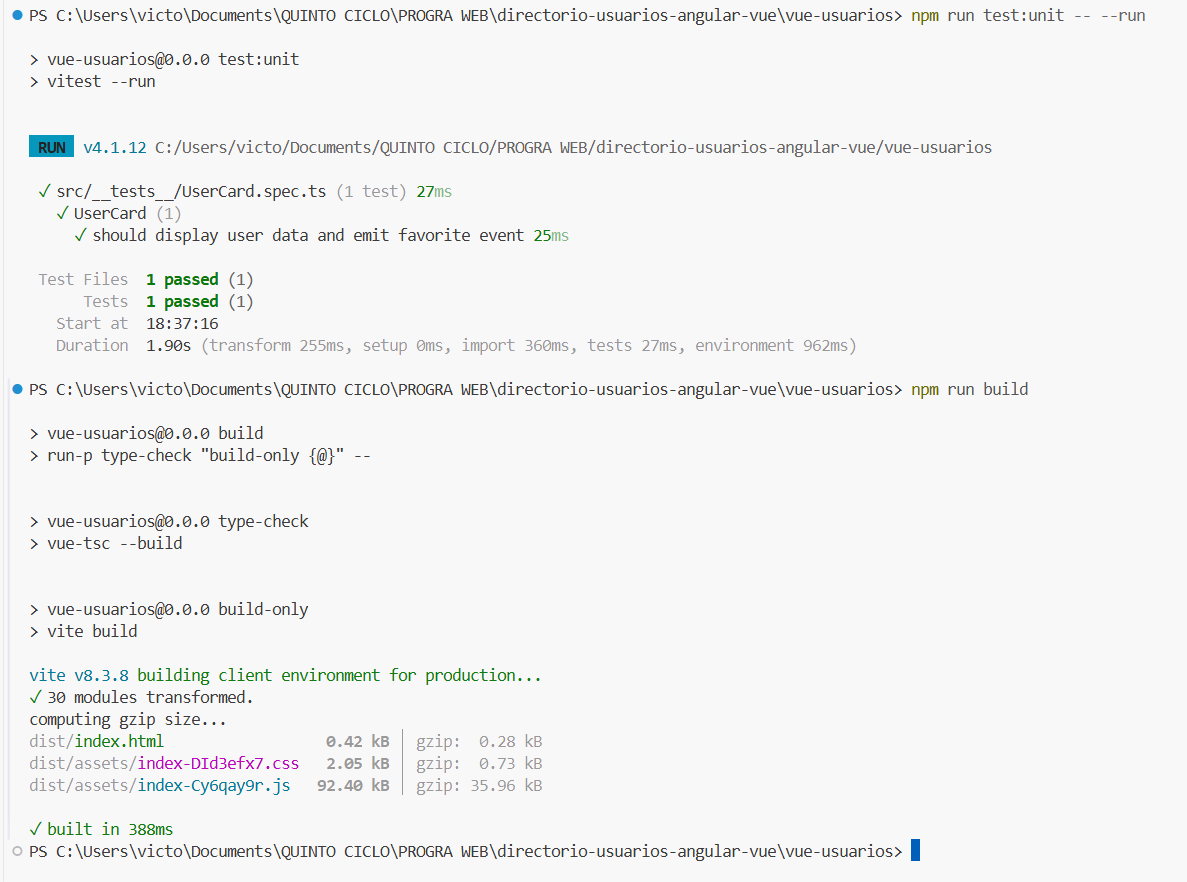 PS C:\Users\victo\Documents\QUINTO CICLO\PROGRA WEB\directorio-usuarios-angular-vue\vue-usuarios> npm run test:unit -- --run
> vue-usuarios@0.0.0 test:unit
> vitest --run
RUN v4.1.12 C:/Users/victo/Documents/QUINTO CICLO/PROGRA WEB/directorio-usuarios-angular-vue/vue-usuarios
✓ src/__tests__/UserCard.spec.ts (1 test) 27ms
✓ UserCard (1)
✓ should display user data and emit favorite event 25ms
Test Files 1 passed (1)
Tests 1 passed (1)
Start at 18:37:16
Duration 1.90s (transform 255ms, setup 0ms, import 360ms, tests 27ms, environment 962ms)
PS C:\Users\victo\Documents\QUINTO CICLO\PROGRA WEB\directorio-usuarios-angular-vue\vue-usuarios> npm run build
> vue-usuarios@0.0.0 build
> run-p type-check "build-only {@}" --
> vue-usuarios@0.0.0 type-check
> vue-tsc --build
> vue-usuarios@0.0.0 build-only
> vite build
vite v8.3.8 building client environment for production...
✓ 30 modules transformed.
computing gzip size...
dist/index.html 0.42 kB │ gzip: 0.28 kB
dist/assets/index-DId3efx7.css 2.05 kB │ gzip: 0.73 kB
dist/assets/index-Cy6qay9r.js 92.40 kB │ gzip: 35.96 kB
✓ built in 388ms
PS C:\Users\victo\Documents\QUINTO CICLO\PROGRA WEB\directorio-usuarios-angular-vue\vue-usuarios>